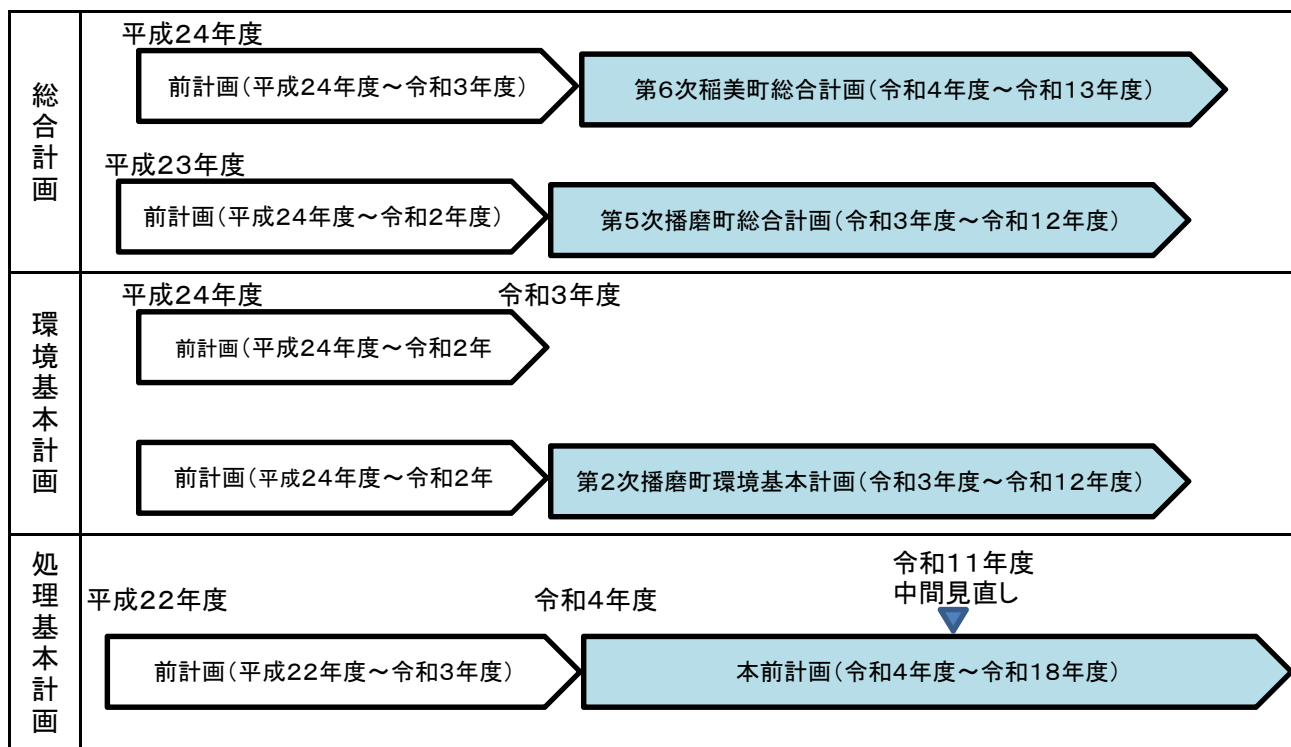 総合計画
平成24年度
前計画(平成24年度～令和3年度)
第6次稲美町総合計画(令和4年度～令和13年度)
平成23年度
前計画(平成24年度～令和2年度)
第5次播磨町総合計画(令和3年度～令和12年度)
環境基本計画
平成24年度
令和3年度
前計画(平成24年度～令和2年
前計画(平成24年度～令和2年
第2次播磨町環境基本計画(令和3年度～令和12年度)
処理基本計画
令和11年度
中間見直し
平成22年度
令和4年度
前計画(平成22年度～令和3年度)
本前計画(令和4年度～令和18年度)